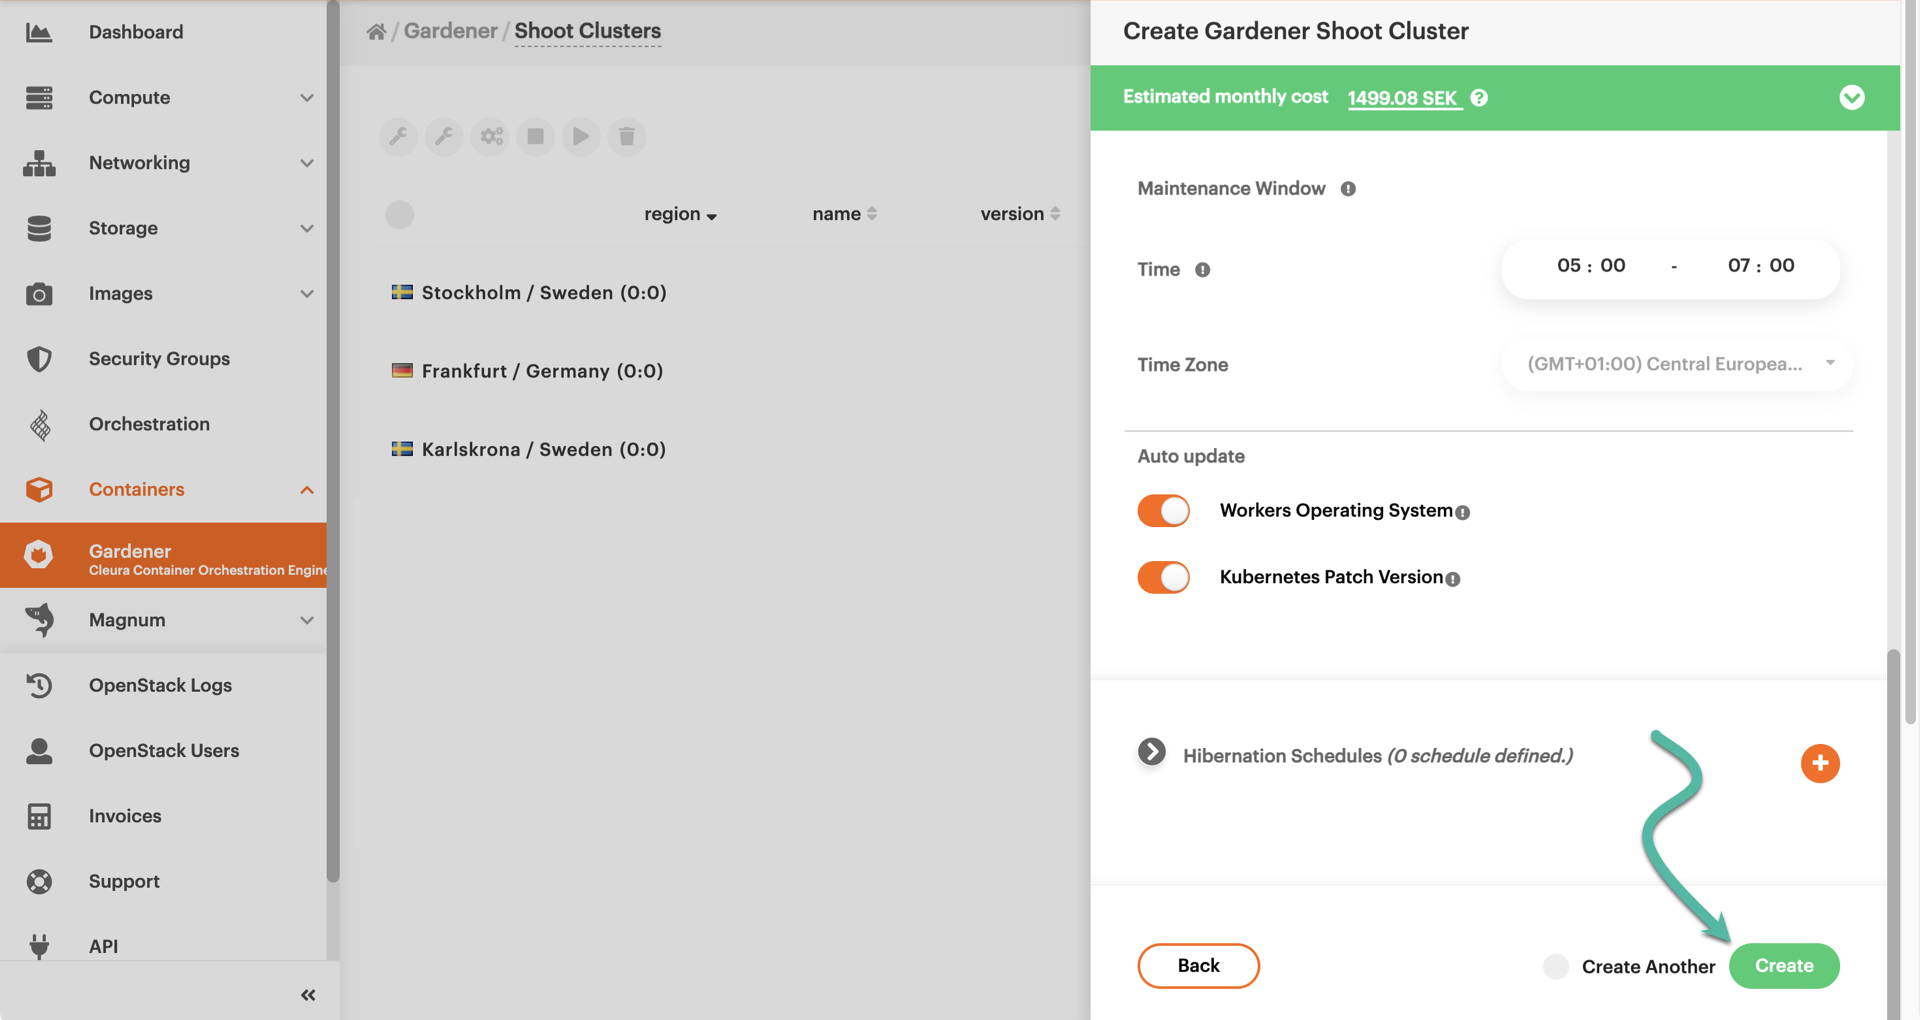 Dashboard
Compute
Networking
Storage
Images
Security Groups
Orchestration
Containers
Gardener
Cleura Container Orchestration Engine
Magnum
OpenStack Logs
OpenStack Users
Invoices
Support
API
/ Gardener / Shoot Clusters
region name version
Stockholm / Sweden (0:0)
Frankfurt / Germany (0:0)
Karlskrona / Sweden (0:0)
Create Gardener Shoot Cluster
Estimated monthly cost 1499.08 SEK ?
Maintenance Window !
Time ! 05 : 00 - 07 : 00
Time Zone (GMT+01:00) Central Europea...
Auto update
Workers Operating System !
Kubernetes Patch Version !
Hibernation Schedules (0 schedule defined.)
Back Create Another Create